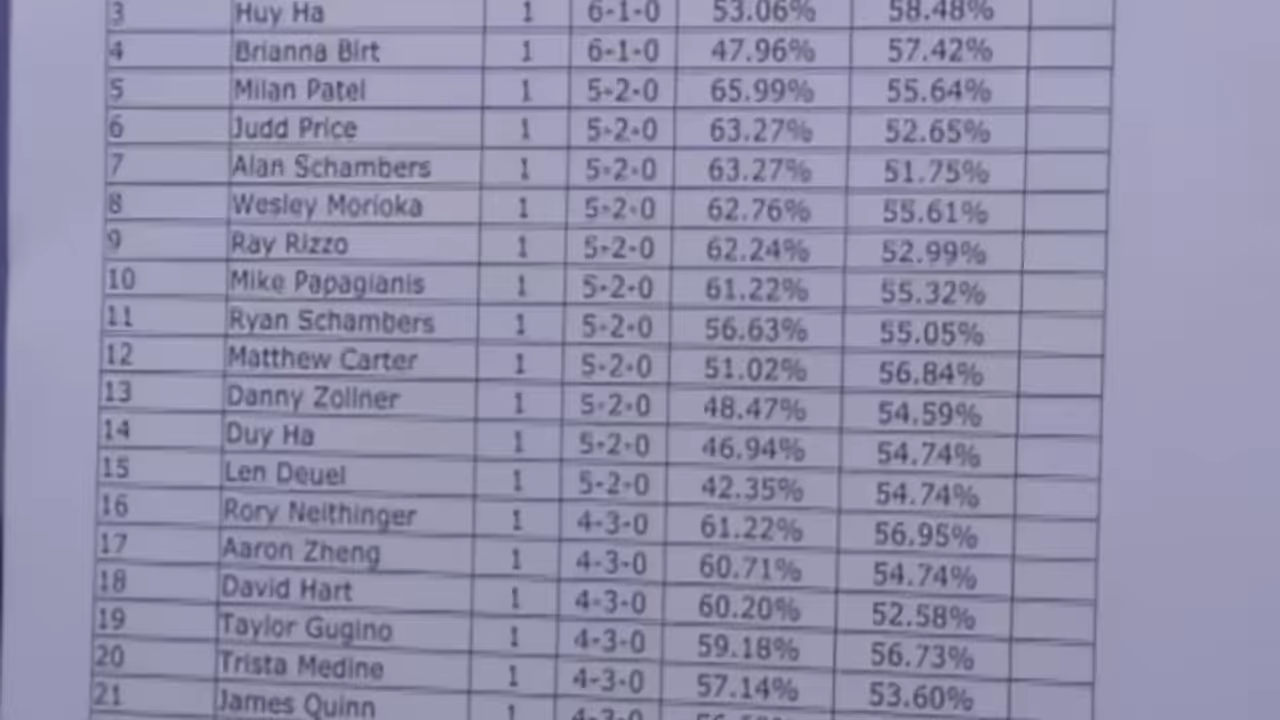 3 Huy Ha 1 6-1-0 53.06% 58.48%
4 Brianna Birt 1 6-1-0 47.96% 57.42%
5 Milan Patel 1 5-2-0 65.99% 55.64%
6 Judd Price 1 5-2-0 63.27% 52.65%
7 Alan Schambers 1 5-2-0 63.27% 51.75%
8 Wesley Morioka 1 5-2-0 62.76% 55.61%
9 Ray Rizzo 1 5-2-0 62.24% 52.99%
10 Mike Papagianis 1 5-2-0 61.22% 55.32%
11 Ryan Schambers 1 5-2-0 56.63% 55.05%
12 Matthew Carter 1 5-2-0 51.02% 56.84%
13 Danny Zollner 1 5-2-0 48.47% 54.59%
14 Duy Ha 1 5-2-0 46.94% 54.74%
15 Len Deuel 1 5-2-0 42.35% 54.74%
16 Rory Neithinger 1 4-3-0 61.22% 56.95%
17 Aaron Zheng 1 4-3-0 60.71% 54.74%
18 David Hart 1 4-3-0 60.20% 52.58%
19 Taylor Gugino 1 4-3-0 59.18% 56.73%
20 Trista Medine 1 4-3-0 57.14% 53.60%
21 James Quinn 1 4-3-0